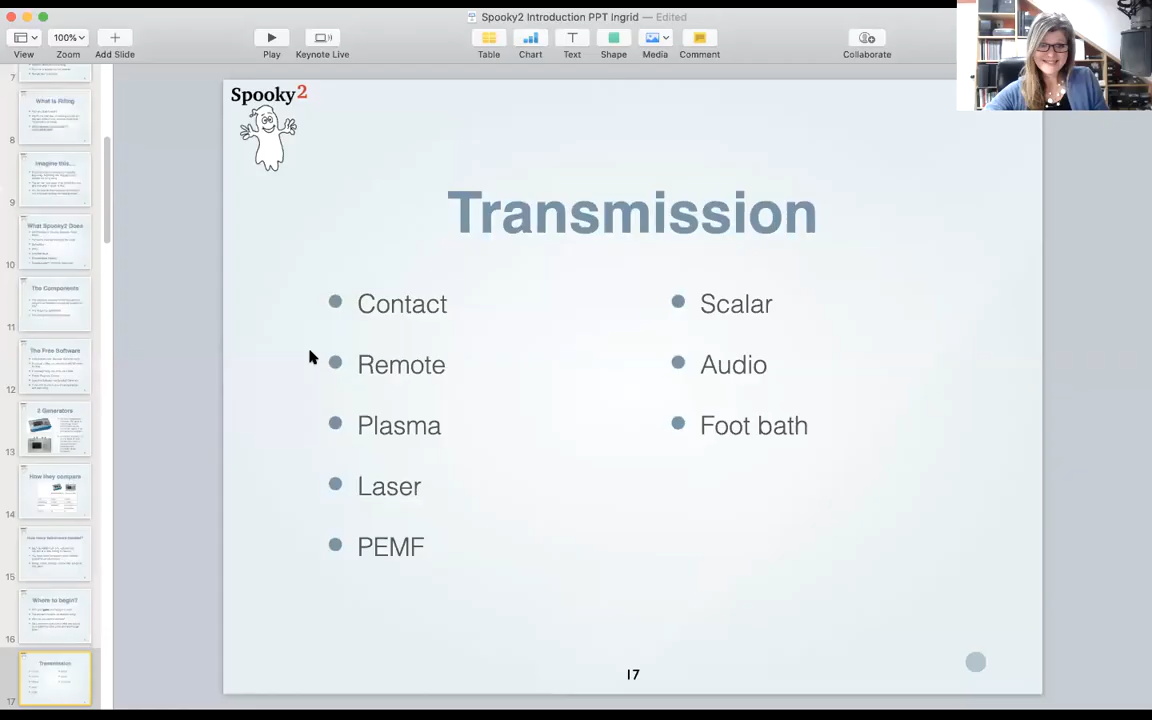 Spooky2 Introduction PPT Ingrid — Edited
100%
View
Zoom
Add Slide
Play
Keynote Live
Table
Chart
Text
Shape
Media
Comment
Collaborate
7
What is Rifing
8
Imagine this...
9
What Spooky2 Does
10
The Components
11
The Free Software
12
2 Generators
13
How they compare
14
15
Where to begin?
16
Transmission
17
Spooky2
Transmission
Contact
Remote
Plasma
Laser
PEMF
Scalar
Audio
Foot bath
17